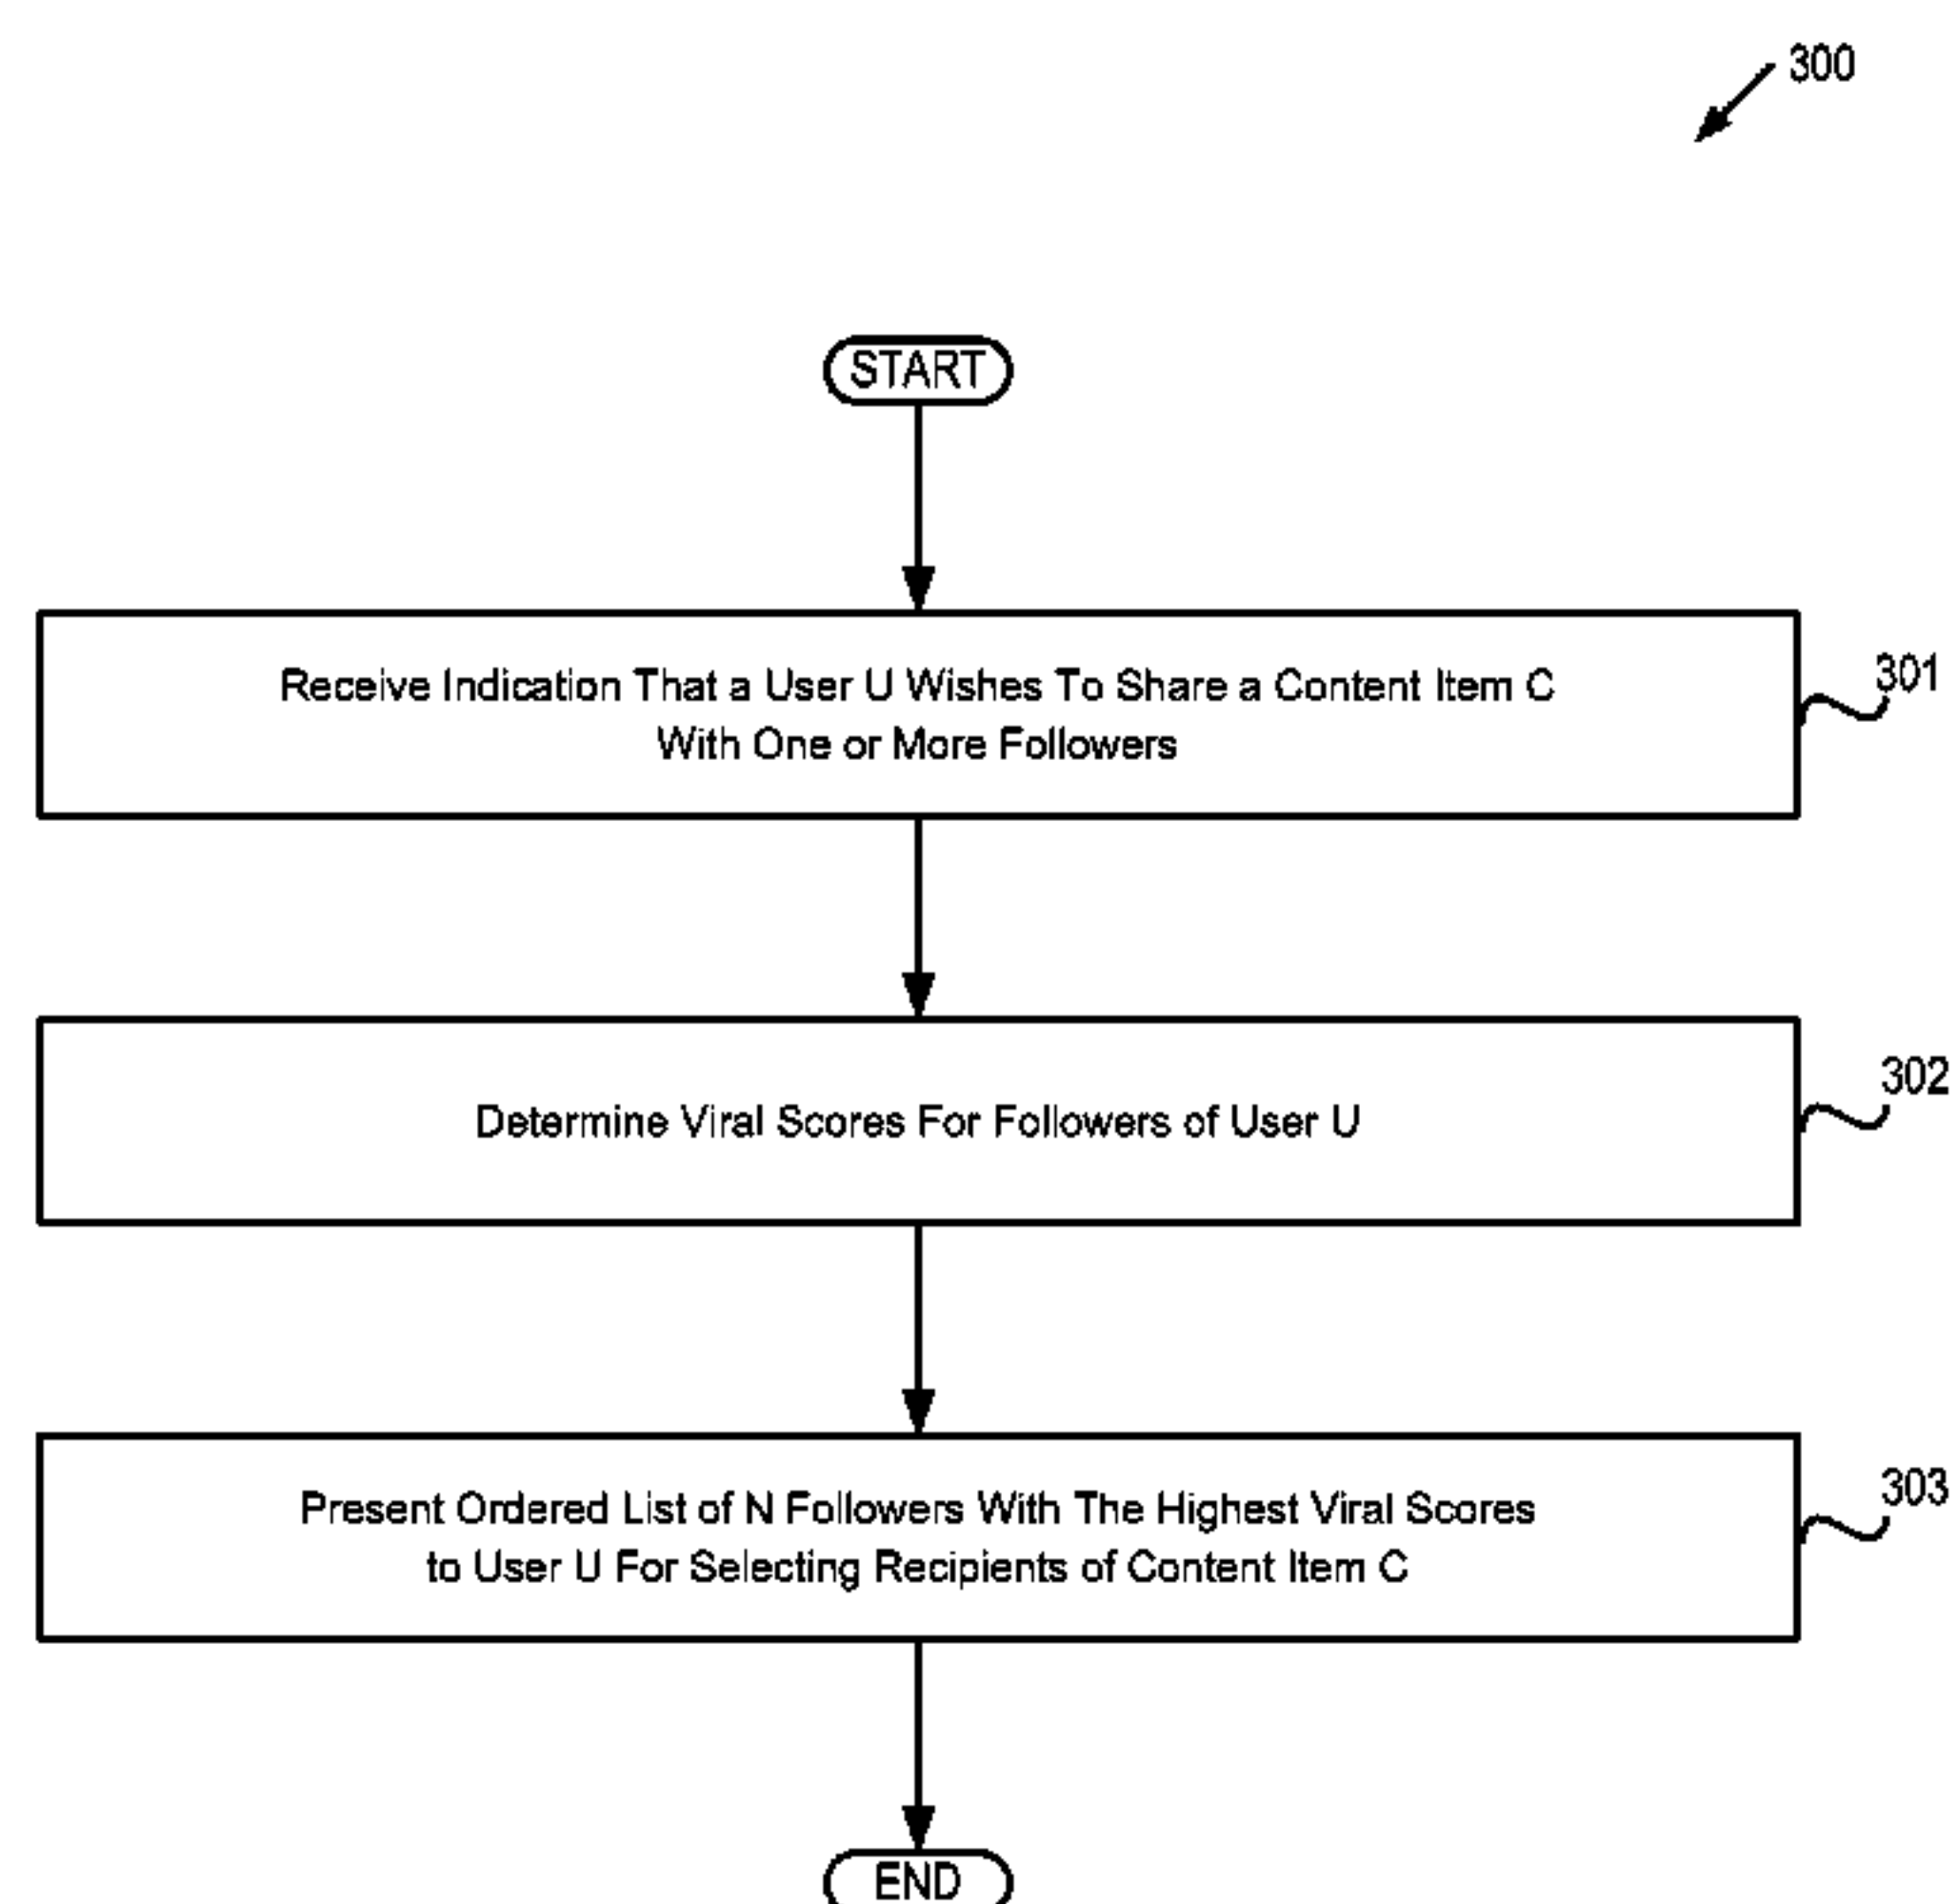 300
START
Receive Indication That a User U Wishes To Share a Content Item C
With One or More Followers
301
Determine Viral Scores For Followers of User U
302
Present Ordered List of N Followers With The Highest Viral Scores
to User U For Selecting Recipients of Content Item C
303
END